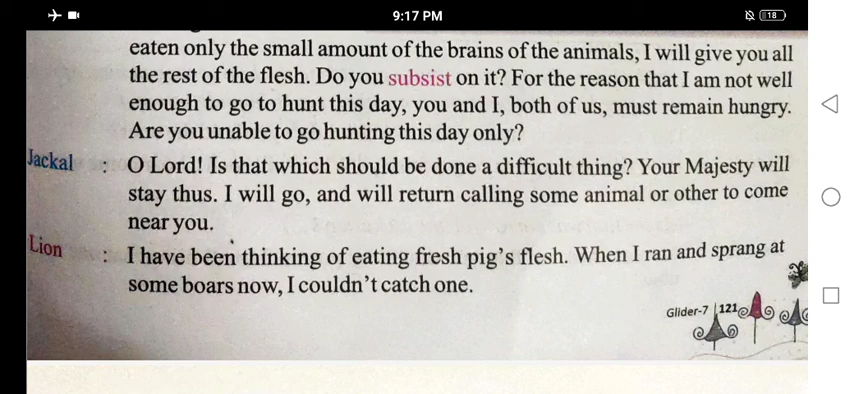 9:17 PM
18
eaten only the small amount of the brains of the animals, I will give you all
the rest of the flesh. Do you subsist on it? For the reason that I am not well
enough to go to hunt this day, you and I, both of us, must remain hungry.
Are you unable to go hunting this day only?
Jackal : O Lord! Is that which should be done a difficult thing? Your Majesty will
stay thus. I will go, and will return calling some animal or other to come
near you.
Lion : I have been thinking of eating fresh pig's flesh. When I ran and sprang at
some boars now, I couldn't catch one.
Glider-7 | 121